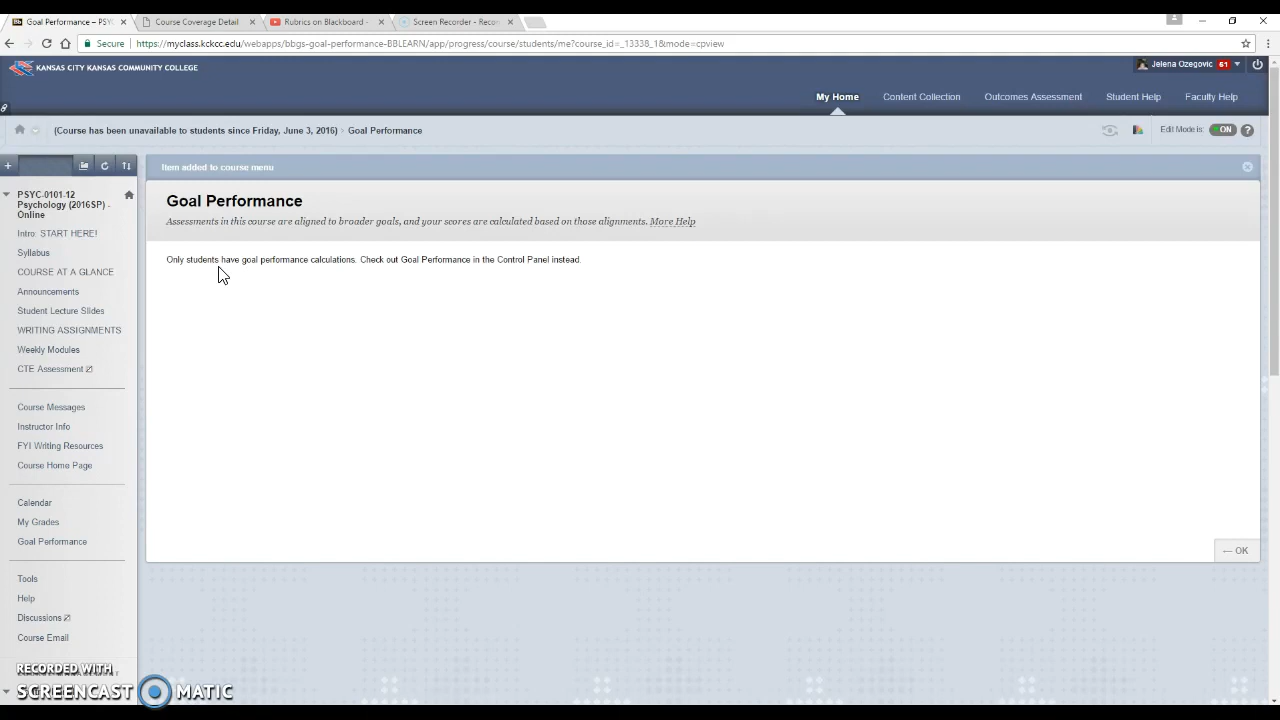 Goal Performance – PSYC
Course Coverage Detail
Rubrics on Blackboard -
Screen Recorder - Record
Secure
https://myclass.kckcc.edu/webapps/bbgs-goal-performance-BBLEARN/app/progress/course/students/me?course_id=_13338_1&mode=cpview
KANSAS CITY KANSAS COMMUNITY COLLEGE
Jelena Ozegovic 61
My Home
Content Collection
Outcomes Assessment
Student Help
Faculty Help
(Course has been unavailable to students since Friday, June 3, 2016) > Goal Performance
Edit Mode is: ON ?
Item added to course menu
Goal Performance
Assessments in this course are aligned to broader goals, and your scores are calculated based on those alignments. More Help
Only students have goal performance calculations. Check out Goal Performance in the Control Panel instead.
← OK
PSYC-0101-12
Psychology (2016SP) -
Online
Intro: START HERE!
Syllabus
COURSE AT A GLANCE
Announcements
Student Lecture Slides
WRITING ASSIGNMENTS
Weekly Modules
CTE Assessment
Course Messages
Instructor Info
FYI Writing Resources
Course Home Page
Calendar
My Grades
Goal Performance
Tools
Help
Discussions
Course Email
RECORDED WITH
SCREENCAST MATIC